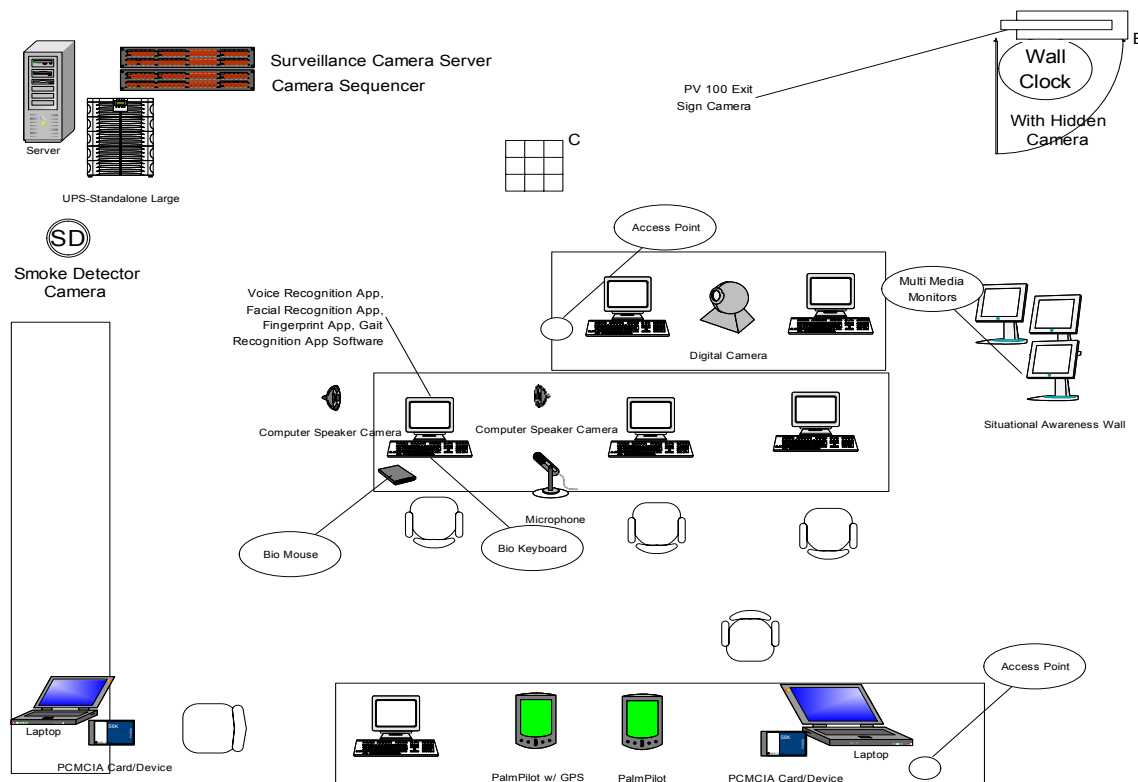 Surveillance Camera Server
Camera Sequencer
Server
UPS-Standalone Large
SD
Smoke Detector
Camera
PV 100 Exit
Sign Camera
E
Wall
Clock
With Hidden
Camera
C
Access Point
Voice Recognition App,
Facial Recognition App,
Fingerprint App, Gait
Recognition App Software
Digital Camera
Multi Media
Monitors
Situational Awareness Wall
Computer Speaker Camera
Computer Speaker Camera
Microphone
Bio Mouse
Bio Keyboard
Access Point
Laptop
PCMCIA Card/Device
PalmPilot w/ GPS
PalmPilot
PCMCIA Card/Device
Laptop